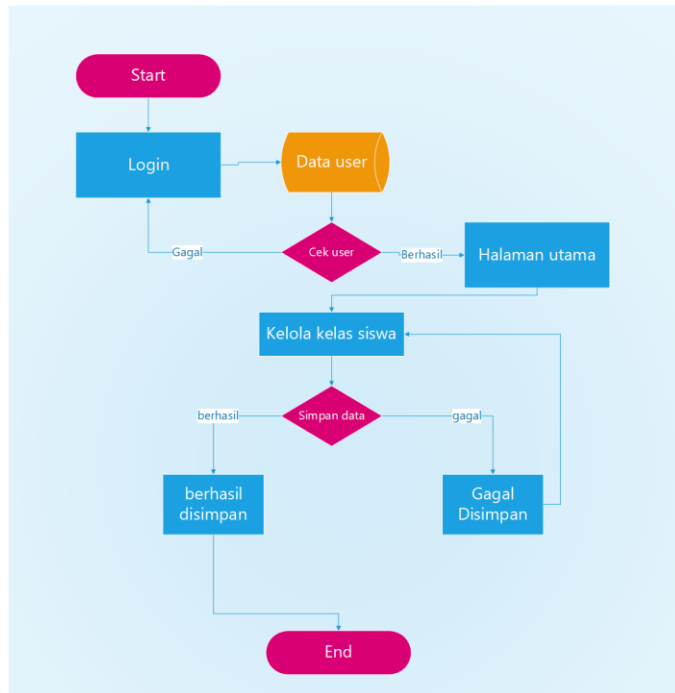 Start
Login
Data user
Cek user
Gagal
Berhasil
Halaman utama
Kelola kelas siswa
Simpan data
berhasil
gagal
berhasil
disimpan
Gagal
Disimpan
End